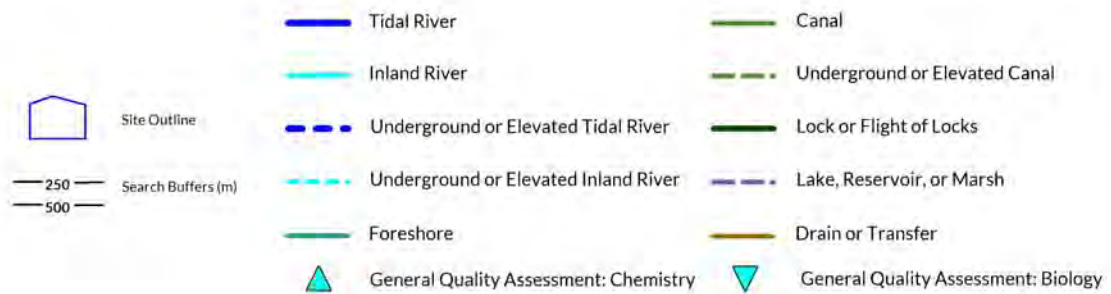 Site Outline
250
Search Buffers (m)
500
Tidal River
Inland River
Underground or Elevated Tidal River
Underground or Elevated Inland River
Foreshore
General Quality Assessment: Chemistry
Canal
Underground or Elevated Canal
Lock or Flight of Locks
Lake, Reservoir, or Marsh
Drain or Transfer
General Quality Assessment: Biology